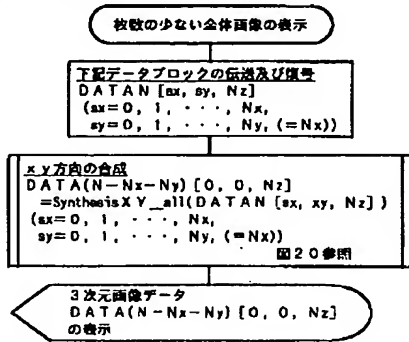 枚数の少ない全体画像の表示
下記データブロックの伝送及び復号
DATAN [sx, sy, Nz]
(sx=0, 1, ・・・, Nx,
sy=0, 1, ・・・, Ny, (=Nx))
xy方向の合成
DATA(N-Nx-Ny) [0, 0, Nz]
=SynthesisXY_all(DATAN [sx, xy, Nz])
(sx=0, 1, ・・・, Nx,
sy=0, 1, ・・・, Ny, (=Nx))
図20参照
3次元画像データ
DATA(N-Nx-Ny) [0, 0, Nz]
の表示